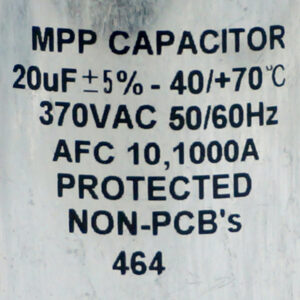 MPP CAPACITOR
20uF ±5% - 40/+70°C
370VAC 50/60Hz
AFC 10,1000A
PROTECTED
NON-PCB's
464